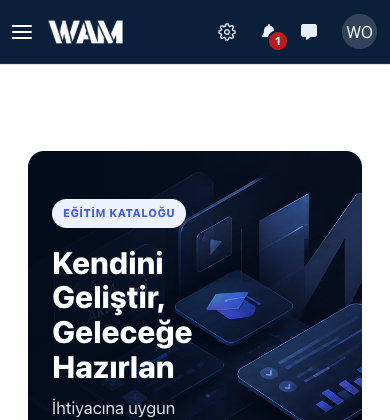 WAM
1
WO
EĞİTİM KATALOĞU
Kendini
Geliştir,
Geleceğe
Hazırlan
İhtiyacına uygun